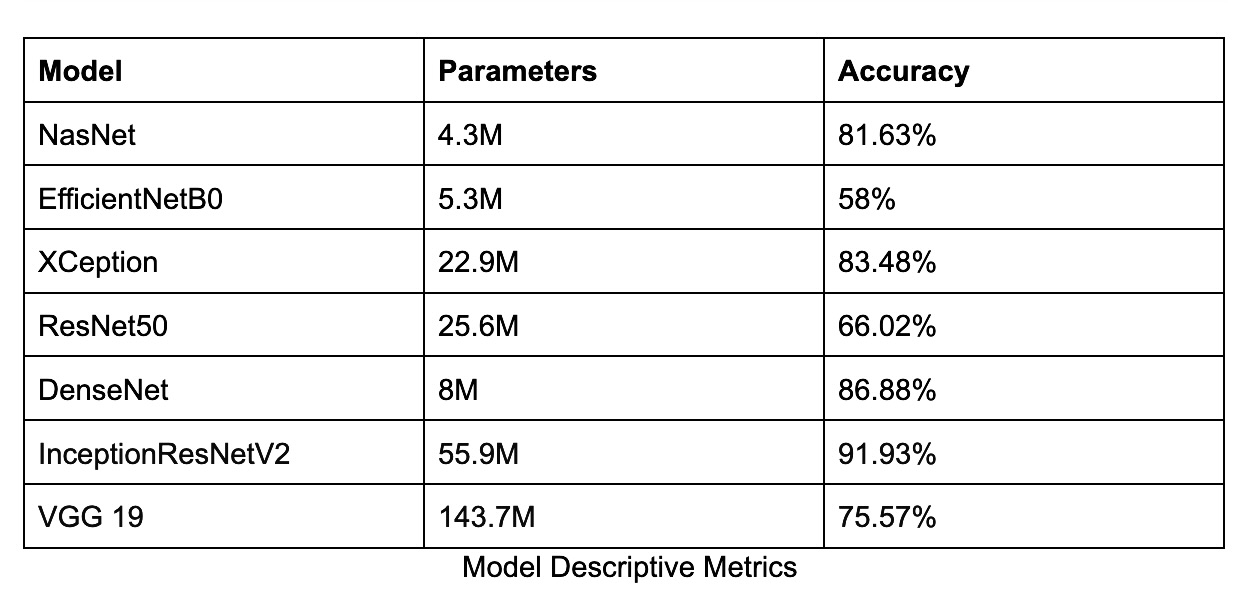 Model Parameters Accuracy
NasNet 4.3M 81.63%
EfficientNetB0 5.3M 58%
XCeption 22.9M 83.48%
ResNet50 25.6M 66.02%
DenseNet 8M 86.88%
InceptionResNetV2 55.9M 91.93%
VGG 19 143.7M 75.57%
Model Descriptive Metrics